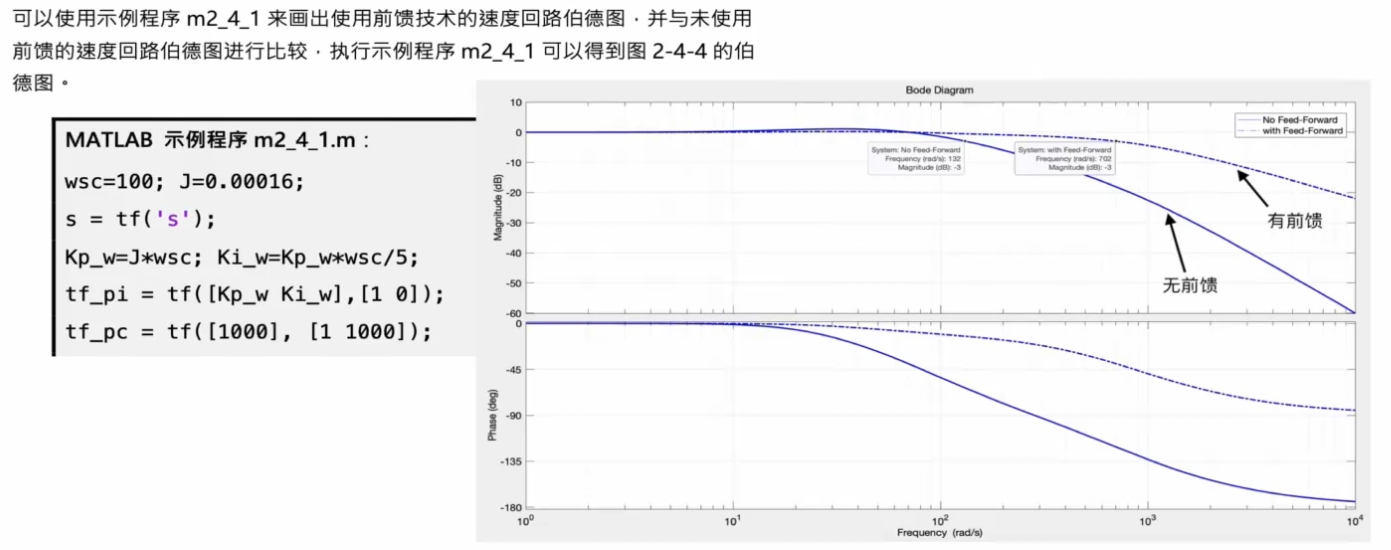 可以使用示例程序 m2_4_1 来画出使用前馈技术的速度回路伯德图，并与未使用
前馈的速度回路伯德图进行比较，执行示例程序 m2_4_1 可以得到图 2-4-4 的伯
德图。
MATLAB 示例程序 m2_4_1.m：
wsc=100; J=0.00016;
s = tf('s');
Kp_w=J*wsc; Ki_w=Kp_w*wsc/5;
tf_pi = tf([Kp_w Ki_w],[1 0]);
tf_pc = tf([1000], [1 1000]);
Bode Diagram
No Feed-Forward
with Feed-Forward
System: No Feed-Forward
Frequency (rad/s): 132
Magnitude (dB): -3
System: with Feed-Forward
Frequency (rad/s): 702
Magnitude (dB): -3
有前馈
无前馈
Magnitude (dB)
10
0
-10
-20
-30
-40
-50
-60
Phase (deg)
0
-45
-90
-135
-180
10⁰
10¹
10²
10³
10⁴
Frequency (rad/s)